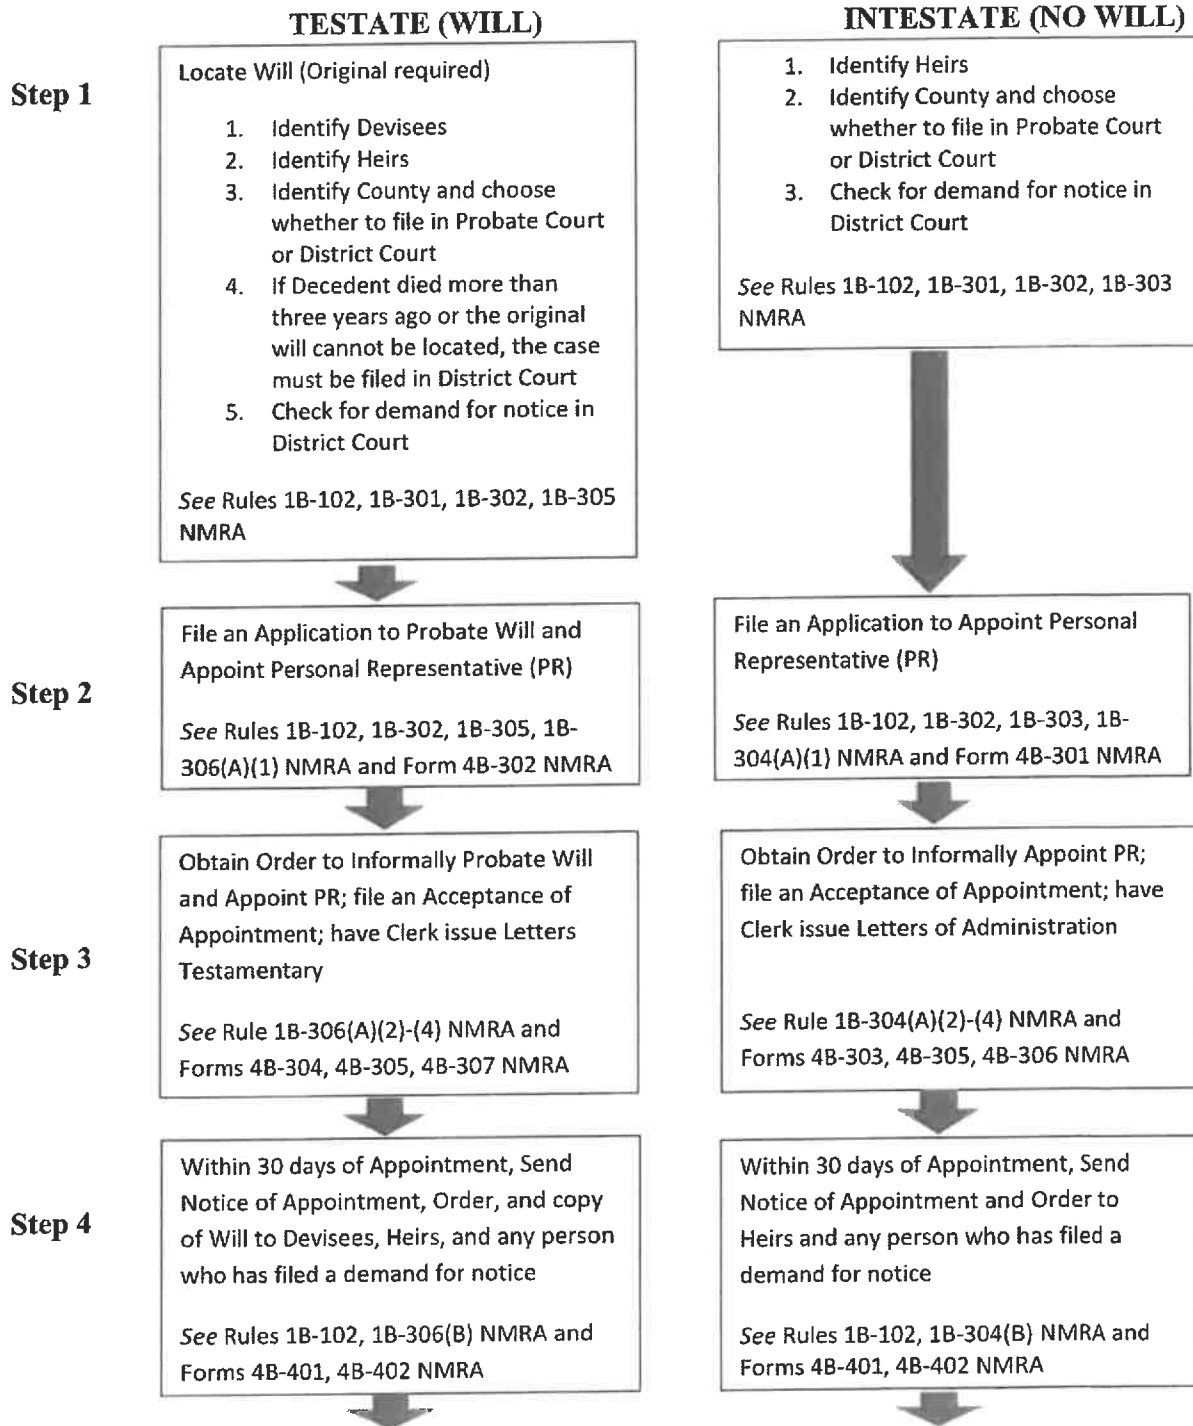 TESTATE (WILL)
INTESTATE (NO WILL)
Step 1
Locate Will (Original required)
1. Identify Devisees
2. Identify Heirs
3. Identify County and choose
whether to file in Probate Court
or District Court
4. If Decedent died more than
three years ago or the original
will cannot be located, the case
must be filed in District Court
5. Check for demand for notice in
District Court
See Rules 1B-102, 1B-301, 1B-302, 1B-305
NMRA
1. Identify Heirs
2. Identify County and choose
whether to file in Probate Court
or District Court
3. Check for demand for notice in
District Court
See Rules 1B-102, 1B-301, 1B-302, 1B-303
NMRA
Step 2
File an Application to Probate Will and
Appoint Personal Representative (PR)
See Rules 1B-102, 1B-302, 1B-305, 1B-
306(A)(1) NMRA and Form 4B-302 NMRA
File an Application to Appoint Personal
Representative (PR)
See Rules 1B-102, 1B-302, 1B-303, 1B-
304(A)(1) NMRA and Form 4B-301 NMRA
Step 3
Obtain Order to Informally Probate Will
and Appoint PR; file an Acceptance of
Appointment; have Clerk issue Letters
Testamentary
See Rule 1B-306(A)(2)-(4) NMRA and
Forms 4B-304, 4B-305, 4B-307 NMRA
Obtain Order to Informally Appoint PR;
file an Acceptance of Appointment; have
Clerk issue Letters of Administration
See Rule 1B-304(A)(2)-(4) NMRA and
Forms 4B-303, 4B-305, 4B-306 NMRA
Step 4
Within 30 days of Appointment, Send
Notice of Appointment, Order, and copy
of Will to Devisees, Heirs, and any person
who has filed a demand for notice
See Rules 1B-102, 1B-306(B) NMRA and
Forms 4B-401, 4B-402 NMRA
Within 30 days of Appointment, Send
Notice of Appointment and Order to
Heirs and any person who has filed a
demand for notice
See Rules 1B-102, 1B-304(B) NMRA and
Forms 4B-401, 4B-402 NMRA